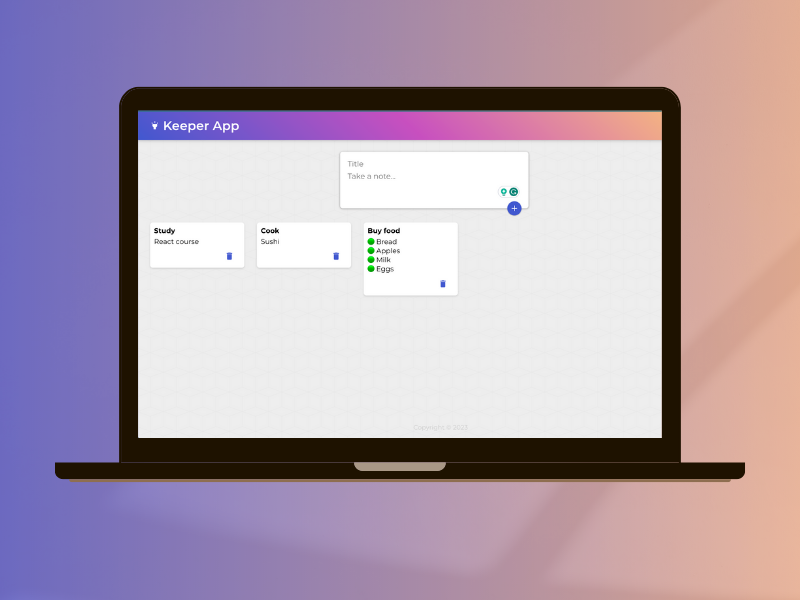 Keeper App
Title
Take a note...
Study
React course
Cook
Sushi
Buy food
Bread
Apples
Milk
Eggs
Copyright © 2023